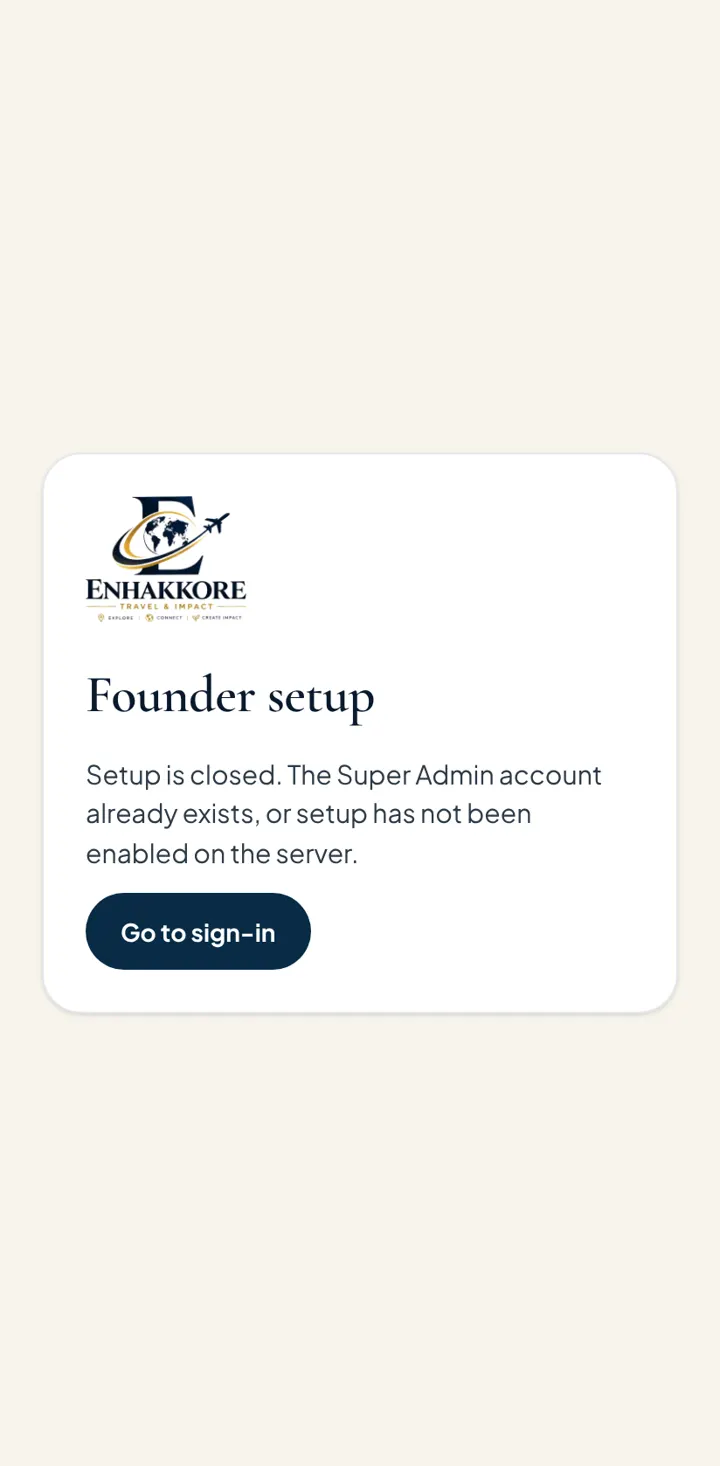 ENHAKKORE
TRAVEL & IMPACT
EXPLORE | CONNECT | CREATE IMPACT
Founder setup
Setup is closed. The Super Admin account
already exists, or setup has not been
enabled on the server.
Go to sign-in